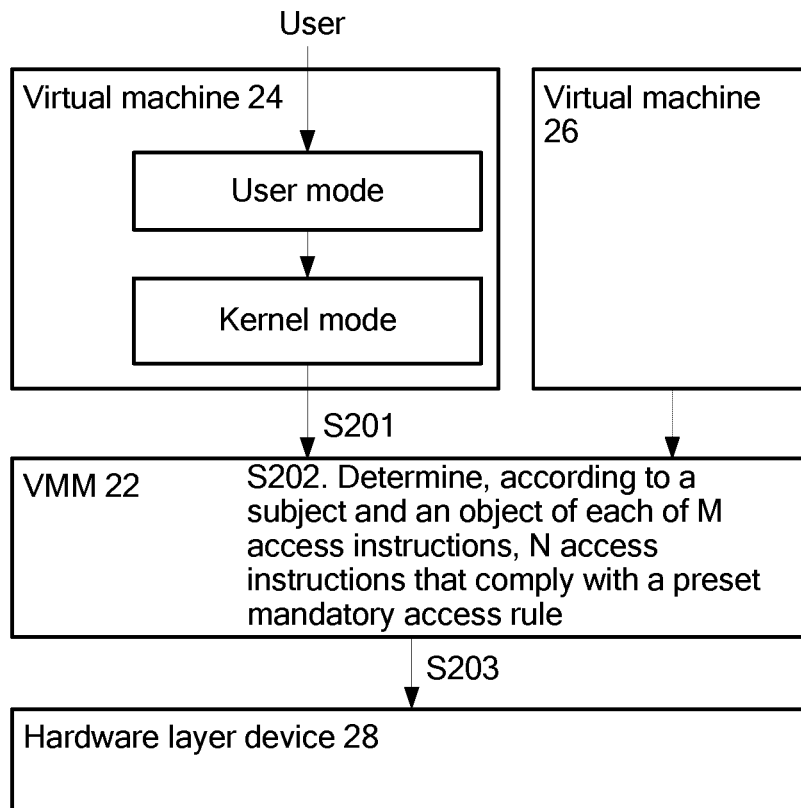 User
Virtual machine 24
Virtual machine
26
User mode
Kernel mode
S201
VMM 22
S202. Determine, according to a
subject and an object of each of M
access instructions, N access
instructions that comply with a preset
mandatory access rule
S203
Hardware layer device 28